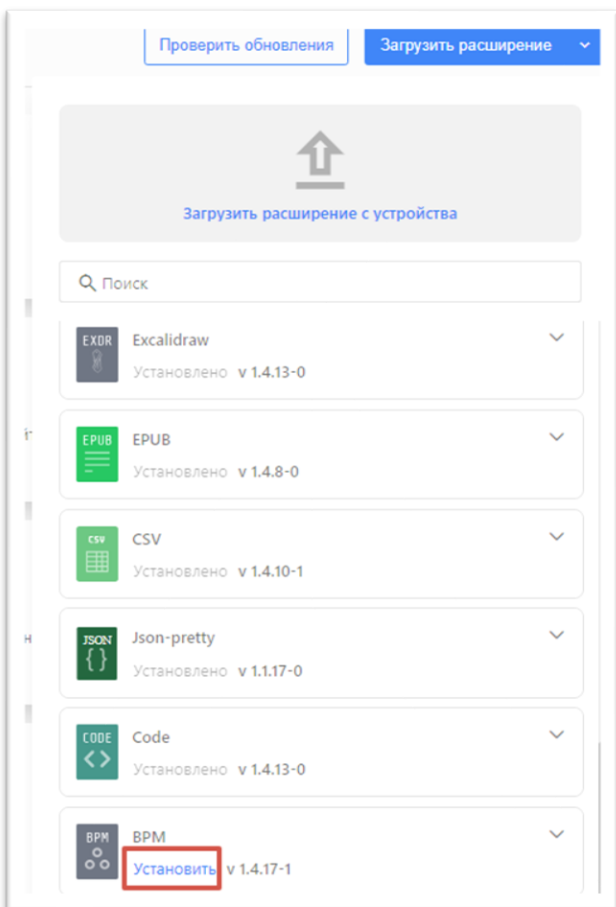 Проверить обновления
Загрузить расширение
Загрузить расширение с устройства
Поиск
EXDR
Excalidraw
Установлено v 1.4.13-0
EPUB
EPUB
Установлено v 1.4.8-0
CSV
CSV
Установлено v 1.4.10-1
JSON
Json-pretty
Установлено v 1.1.17-0
CODE
Code
Установлено v 1.4.13-0
BPM
BPM
Установить v 1.4.17-1